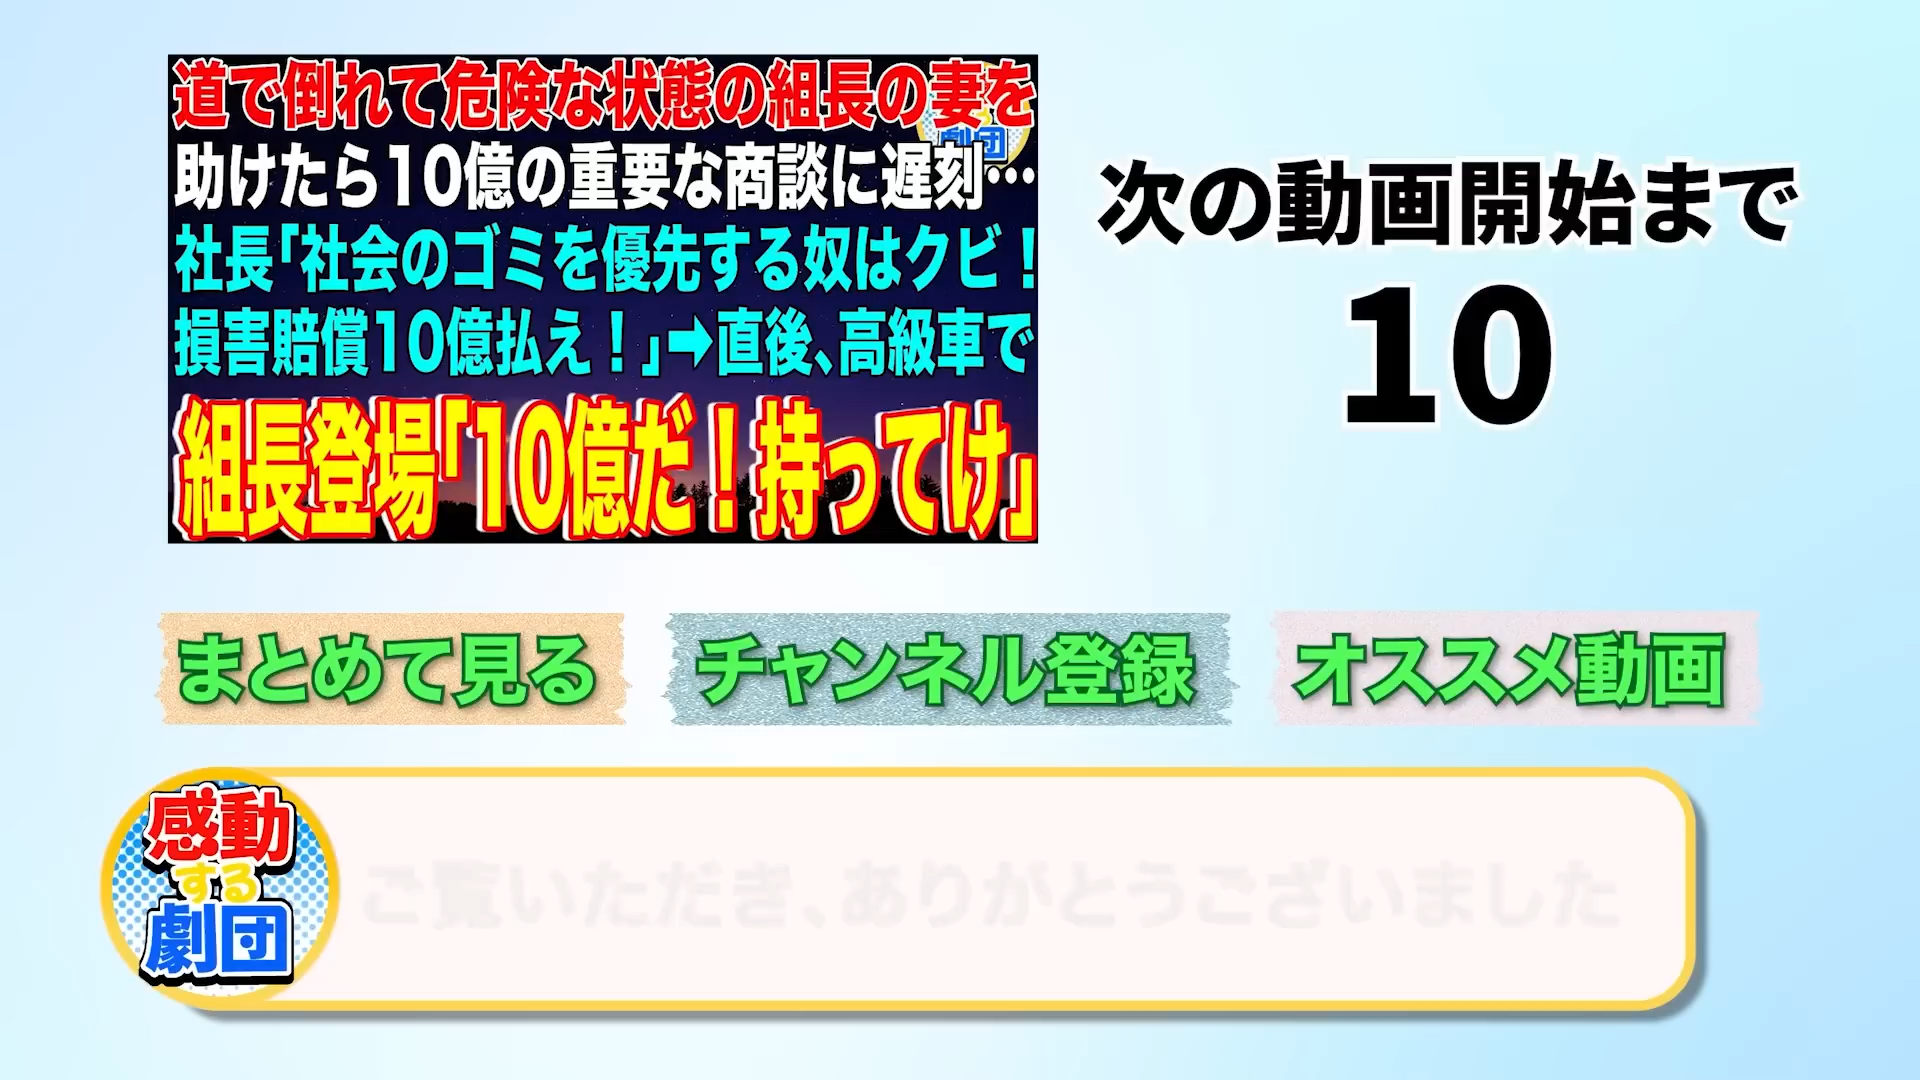 道で倒れて危険な状態の組長の妻を
助けたら10億の重要な商談に遅刻…
社長「社会のゴミを優先する奴はクビ！
損害賠償10億払え！」➡直後、高級車で
組長登場「10億だ！持ってけ」
劇団
次の動画開始まで
10
まとめて見る
チャンネル登録
オススメ動画
感動
する
劇団
ご覧いただき、ありがとうございました